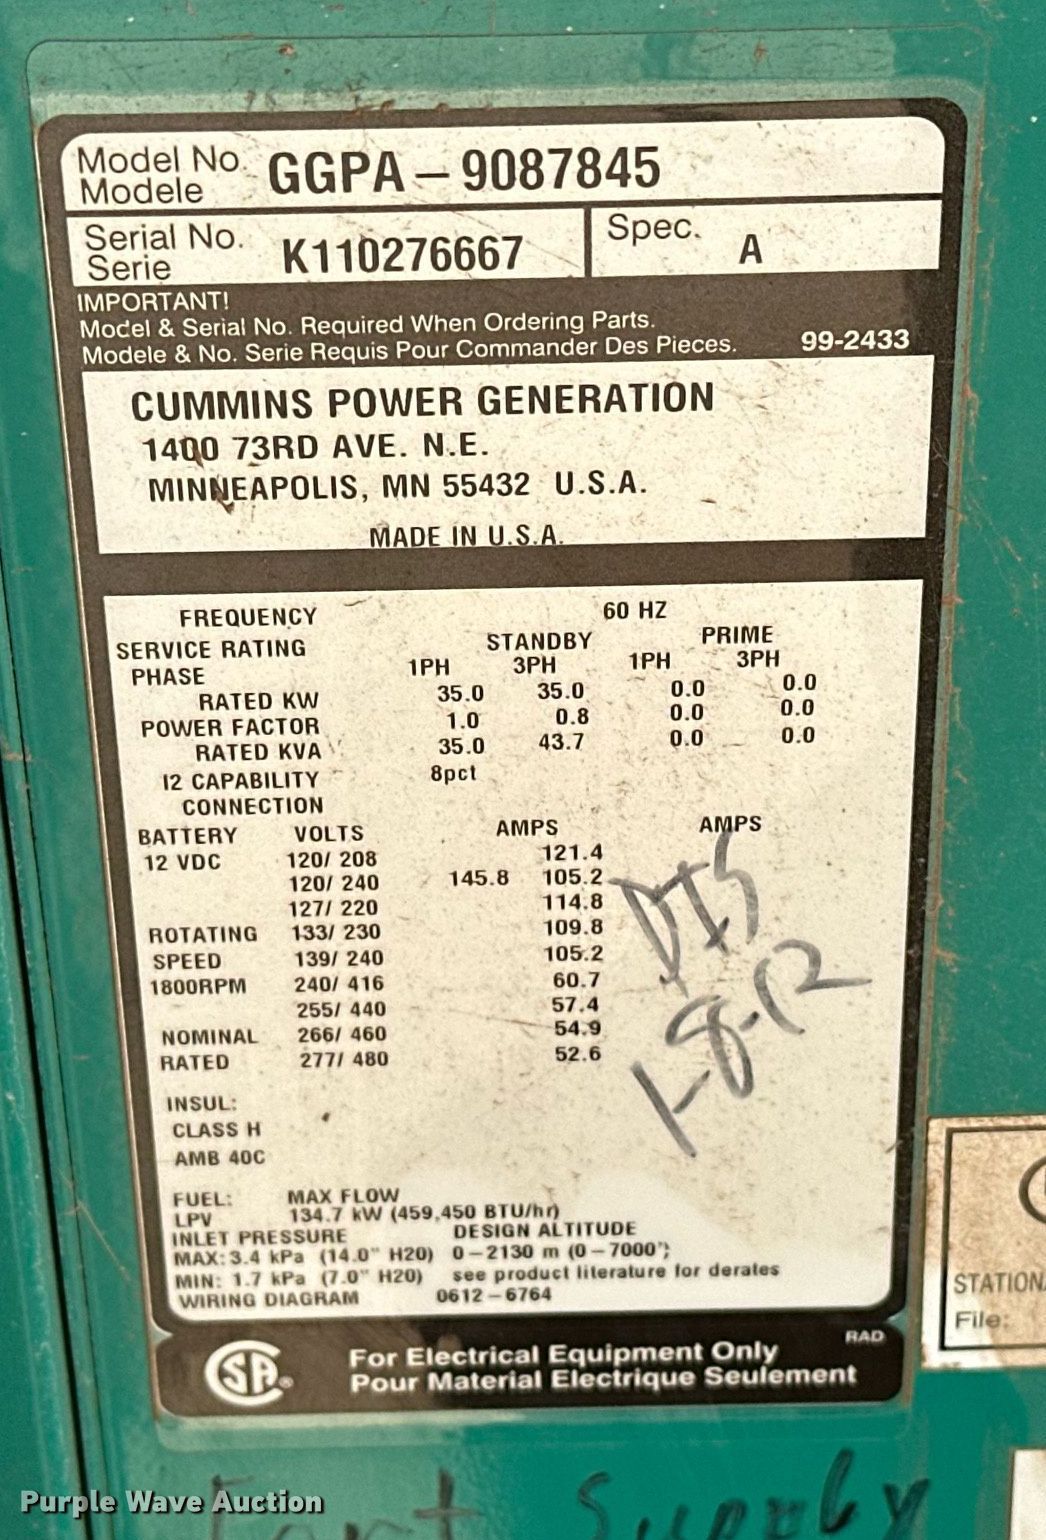 Model No. GGPA – 9087845
Modele
Serial No. K110276667 Spec. A
Serie
IMPORTANT!
Model & Serial No. Required When Ordering Parts.
Modele & No. Serie Requis Pour Commander Des Pieces. 99-2433
CUMMINS POWER GENERATION
1400 73RD AVE. N.E.
MINNEAPOLIS, MN 55432 U.S.A.
MADE IN U.S.A.
FREQUENCY 60 HZ
SERVICE RATING STANDBY PRIME
PHASE 1PH 3PH 1PH 3PH
RATED KW 35.0 35.0 0.0 0.0
POWER FACTOR 1.0 0.8 0.0 0.0
RATED KVA 35.0 43.7 0.0 0.0
I2 CAPABILITY 8pct
CONNECTION
BATTERY VOLTS AMPS AMPS
12 VDC 120/ 208 121.4
120/ 240 145.8 105.2
127/ 220 114.8
ROTATING 133/ 230 109.8
SPEED 139/ 240 105.2
1800RPM 240/ 416 60.7
255/ 440 57.4
NOMINAL 266/ 460 54.9
RATED 277/ 480 52.6
1-8-12
INSUL:
CLASS H
AMB 40C
FUEL: MAX FLOW
LPV 134.7 kW (459,450 BTU/hr)
INLET PRESSURE DESIGN ALTITUDE
MAX: 3.4 kPa (14.0" H20) 0 – 2130 m (0 – 7000');
MIN: 1.7 kPa (7.0" H20) see product literature for derates
WIRING DIAGRAM 0612 – 6764
STATION
File:
RAD
CSA ® For Electrical Equipment Only
Pour Material Electrique Seulement
Supply
Purple Wave Auction